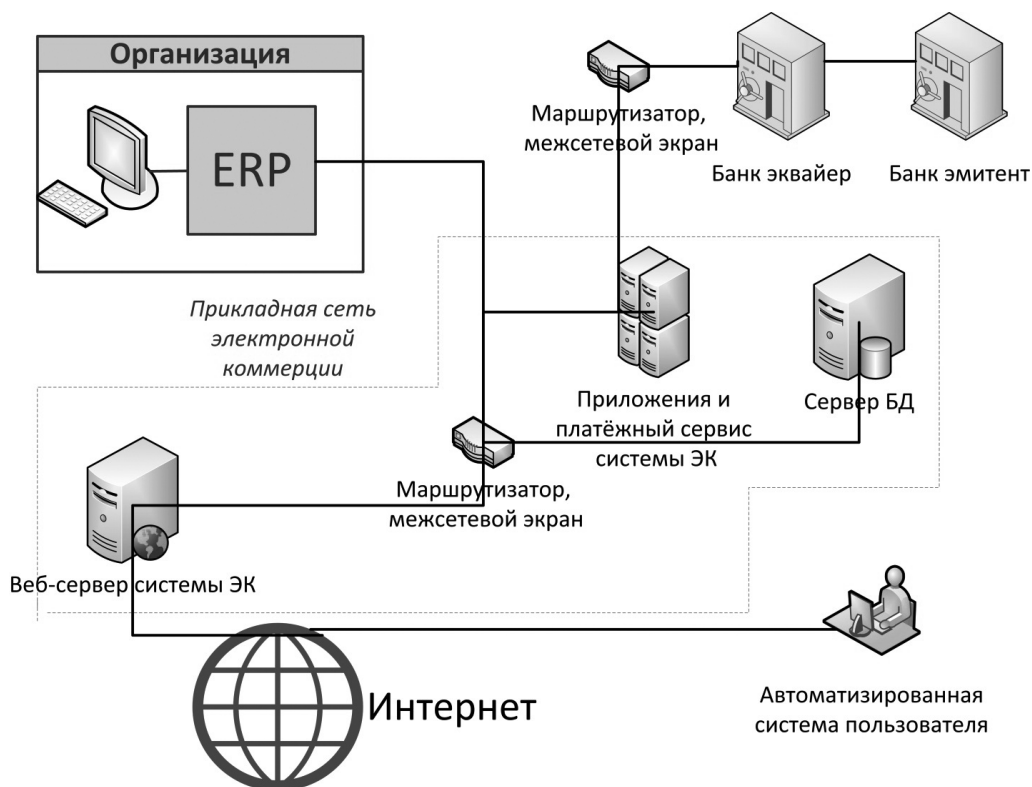 Организация
ERP
Маршрутизатор,
межсетевой экран
Банк эквайер
Банк эмитент
Прикладная сеть
электронной
коммерции
Приложения и
платёжный сервис
системы ЭК
Сервер БД
Маршрутизатор,
межсетевой экран
Веб-сервер системы ЭК
Интернет
Автоматизированная
система пользователя